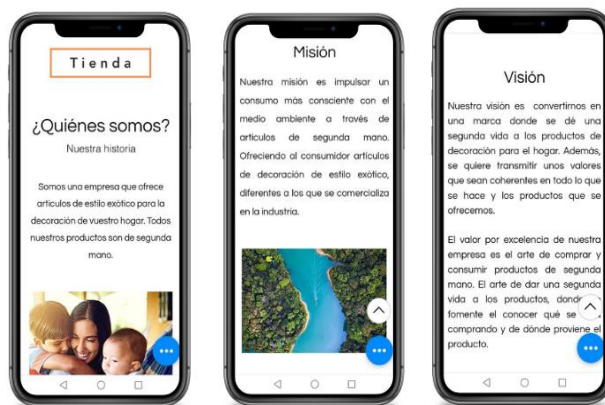 Tienda
¿Quiénes somos?
Nuestra historia
Somos una empresa que ofrece
articulos de estilo exótico para la
decoración de vuestro hogar. Todos
nuestros productos son de segunda
mano.
Misión
Nuestra misión es impulsar un
consumo más consciente con el
medio ambiente a través de
artículos de segunda mano.
Ofreciendo al consumidor artículos
de decoración de estilo exótico,
diferentes a los que se comercializa
en la industria.
Visión
Nuestra visión es convertirnos en
una marca donde se dé una
segunda vida a los productos de
decoración para el hogar. Además,
se quiere transmitir unos valores
que sean coherentes en todo lo que
se hace y los productos que se
ofrecemos.
El valor por excelencia de nuestra
empresa es el arte de comprar y
consumir productos de segunda
mano. El arte de dar una segunda
vida a los productos,
fomente el conocer qué se
comprando y de dónde proviene el
producto.